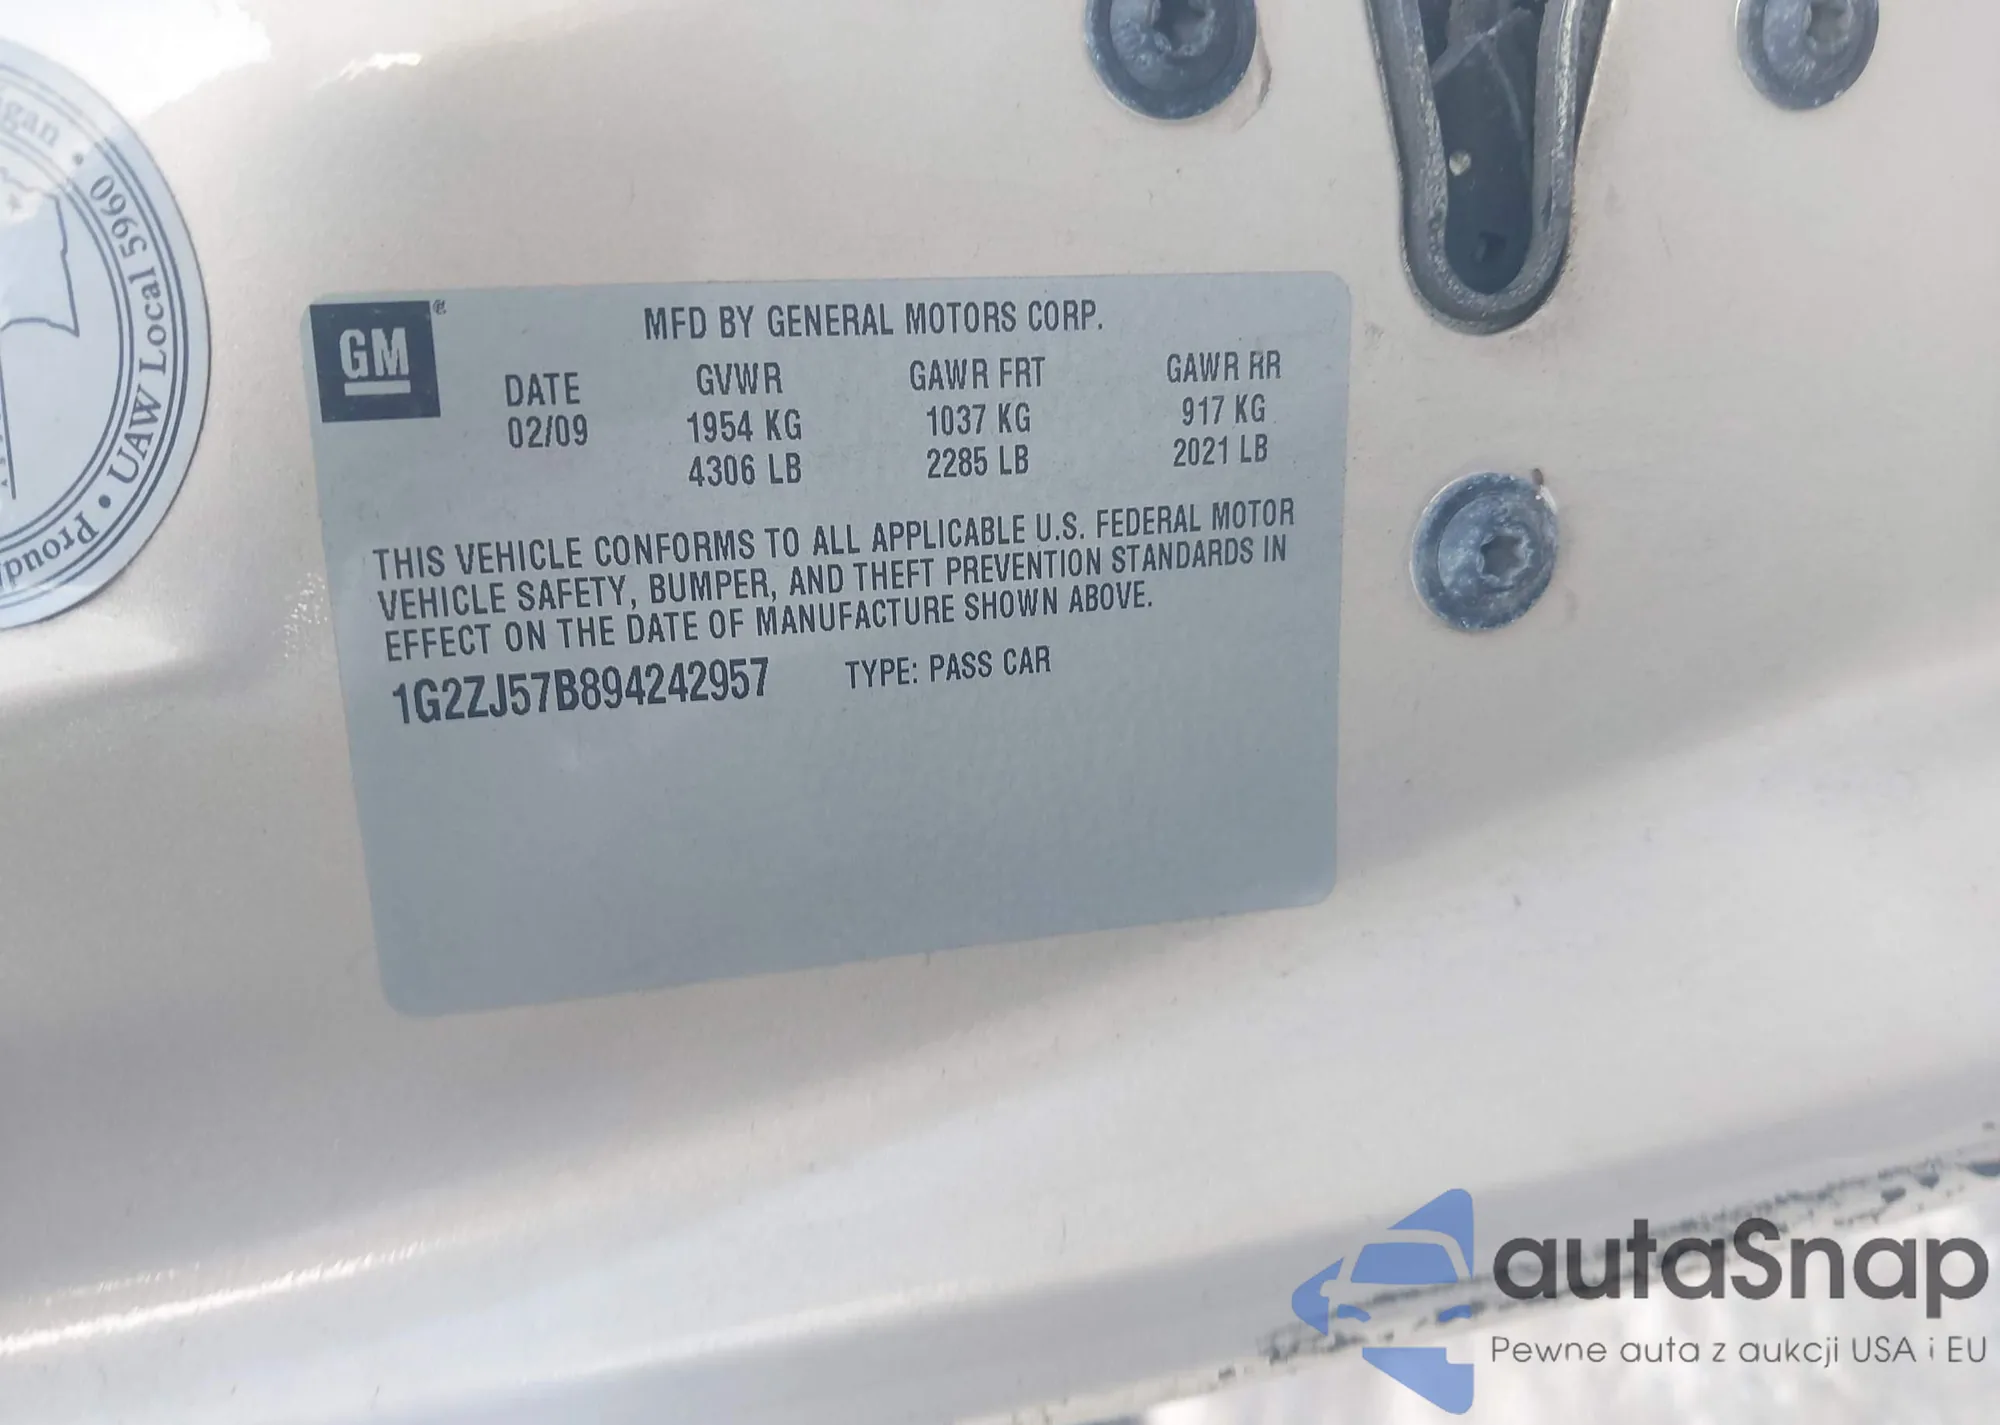 igan •
UAW Local 5960
• Proud
GM
®
MFD BY GENERAL MOTORS CORP.
DATE GVWR GAWR FRT GAWR RR
02/09 1954 KG 1037 KG 917 KG
4306 LB 2285 LB 2021 LB
THIS VEHICLE CONFORMS TO ALL APPLICABLE U.S. FEDERAL MOTOR
VEHICLE SAFETY, BUMPER, AND THEFT PREVENTION STANDARDS IN
EFFECT ON THE DATE OF MANUFACTURE SHOWN ABOVE.
1G2ZJ57B894242957 TYPE: PASS CAR
autaSnap
Pewne auta z aukcji USA i EU